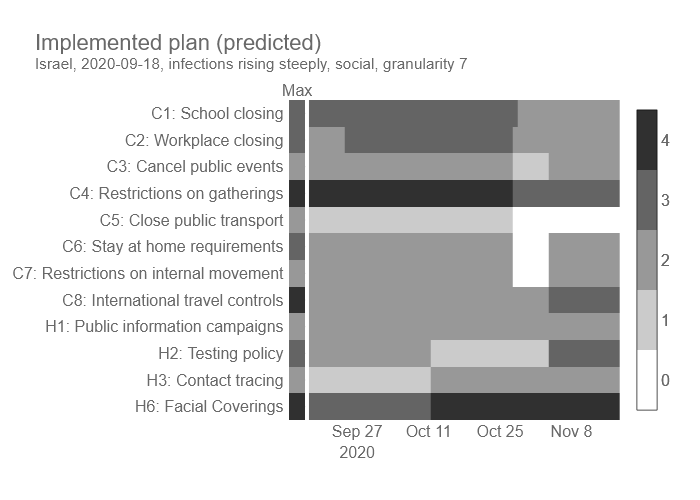 Implemented plan (predicted)
Israel, 2020-09-18, infections rising steeply, social, granularity 7
Max
C1: School closing
C2: Workplace closing
C3: Cancel public events
C4: Restrictions on gatherings
C5: Close public transport
C6: Stay at home requirements
C7: Restrictions on internal movement
C8: International travel controls
H1: Public information campaigns
H2: Testing policy
H3: Contact tracing
H6: Facial Coverings
4
3
2
1
0
Sep 27 Oct 11 Oct 25 Nov 8
2020